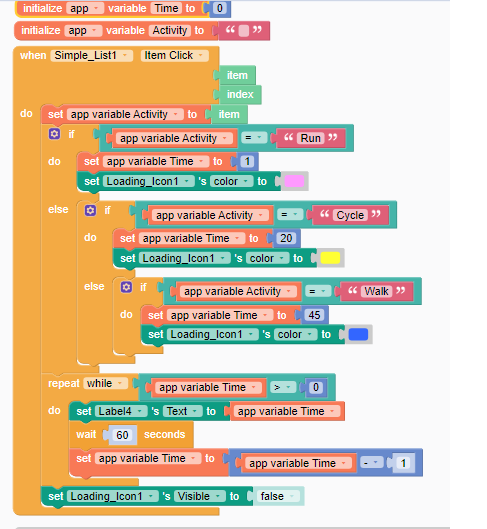 initialize app variable Time to 0
initialize app variable Activity to “ ”
when Simple_List1 Item Click
item
index
do set app variable Activity to item
if app variable Activity = “ Run ”
do set app variable Time to 1
set Loading_Icon1 's color to
else if app variable Activity = “ Cycle ”
do set app variable Time to 20
set Loading_Icon1 's color to
else if app variable Activity = “ Walk ”
do set app variable Time to 45
set Loading_Icon1 's color to
repeat while app variable Time > 0
do set Label4 's Text to app variable Time
wait 60 seconds
set app variable Time to app variable Time - 1
set Loading_Icon1 's Visible to false